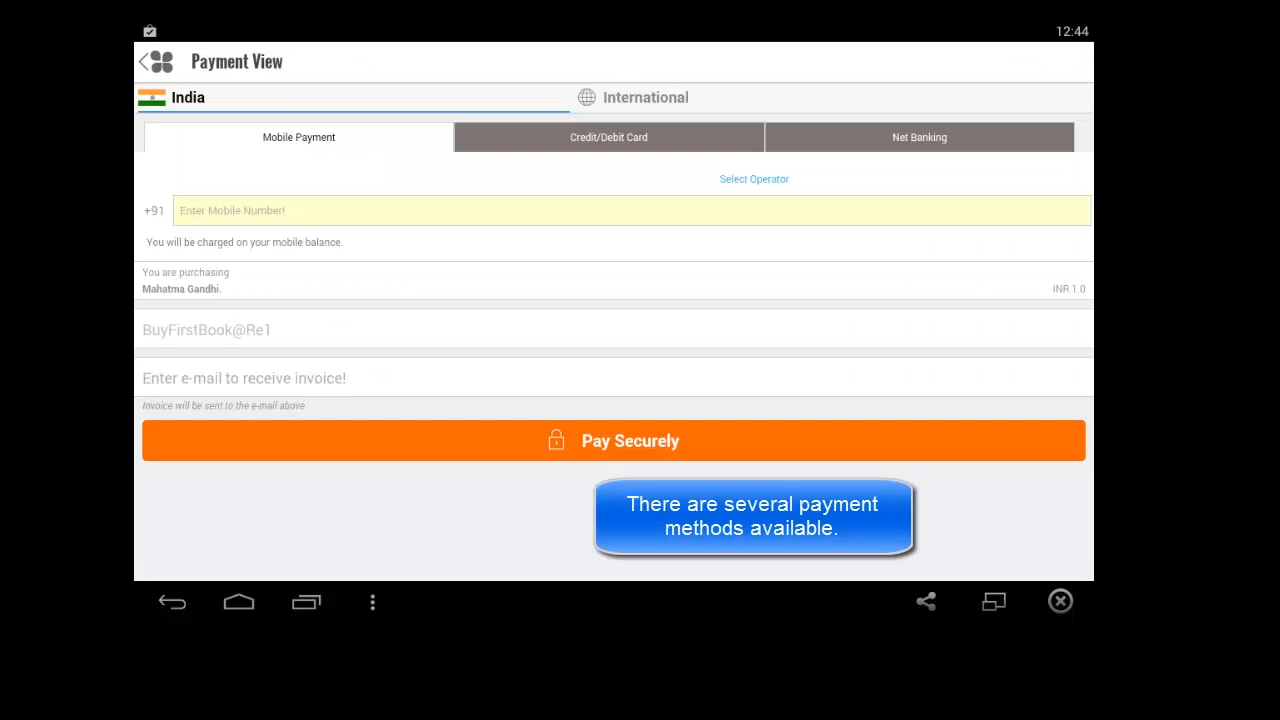 12:44
Payment View
India
International
Mobile Payment
Credit/Debit Card
Net Banking
Select Operator
+91
Enter Mobile Number!
You will be charged on your mobile balance.
You are purchasing
Mahatma Gandhi.
INR 1.0
BuyFirstBook@Re1
Enter e-mail to receive invoice!
Invoice will be sent to the e-mail above
Pay Securely
There are several payment
methods available.